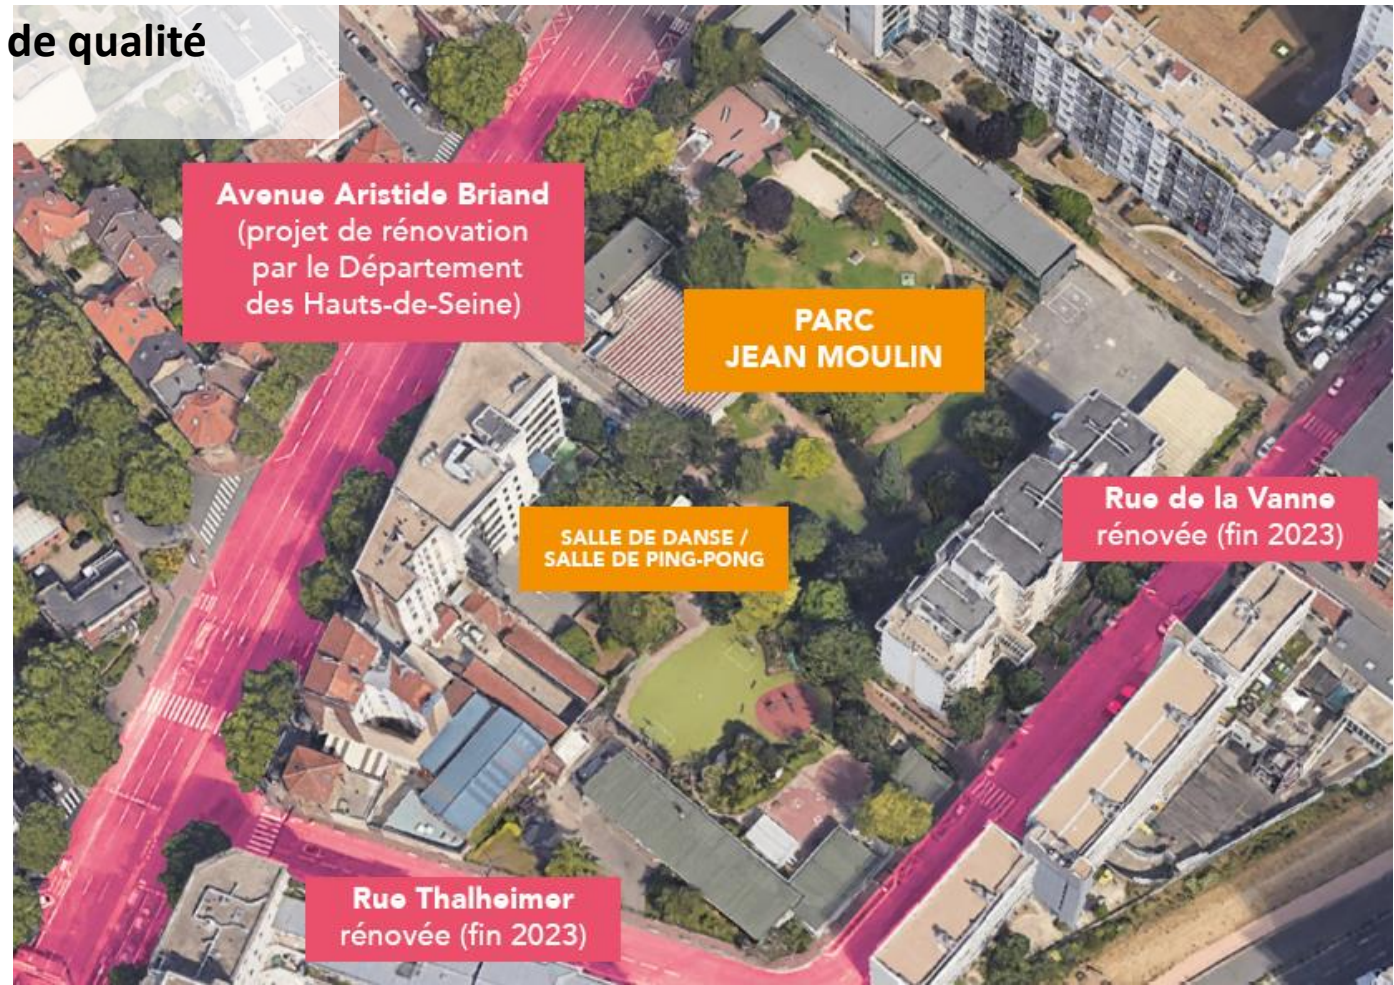 de qualité
Avenue Aristide Briand
(projet de rénovation
par le Département
des Hauts-de-Seine)
PARC
JEAN MOULIN
SALLE DE DANSE /
SALLE DE PING-PONG
Rue de la Vanne
rénovée (fin 2023)
Rue Thalheimer
rénovée (fin 2023)